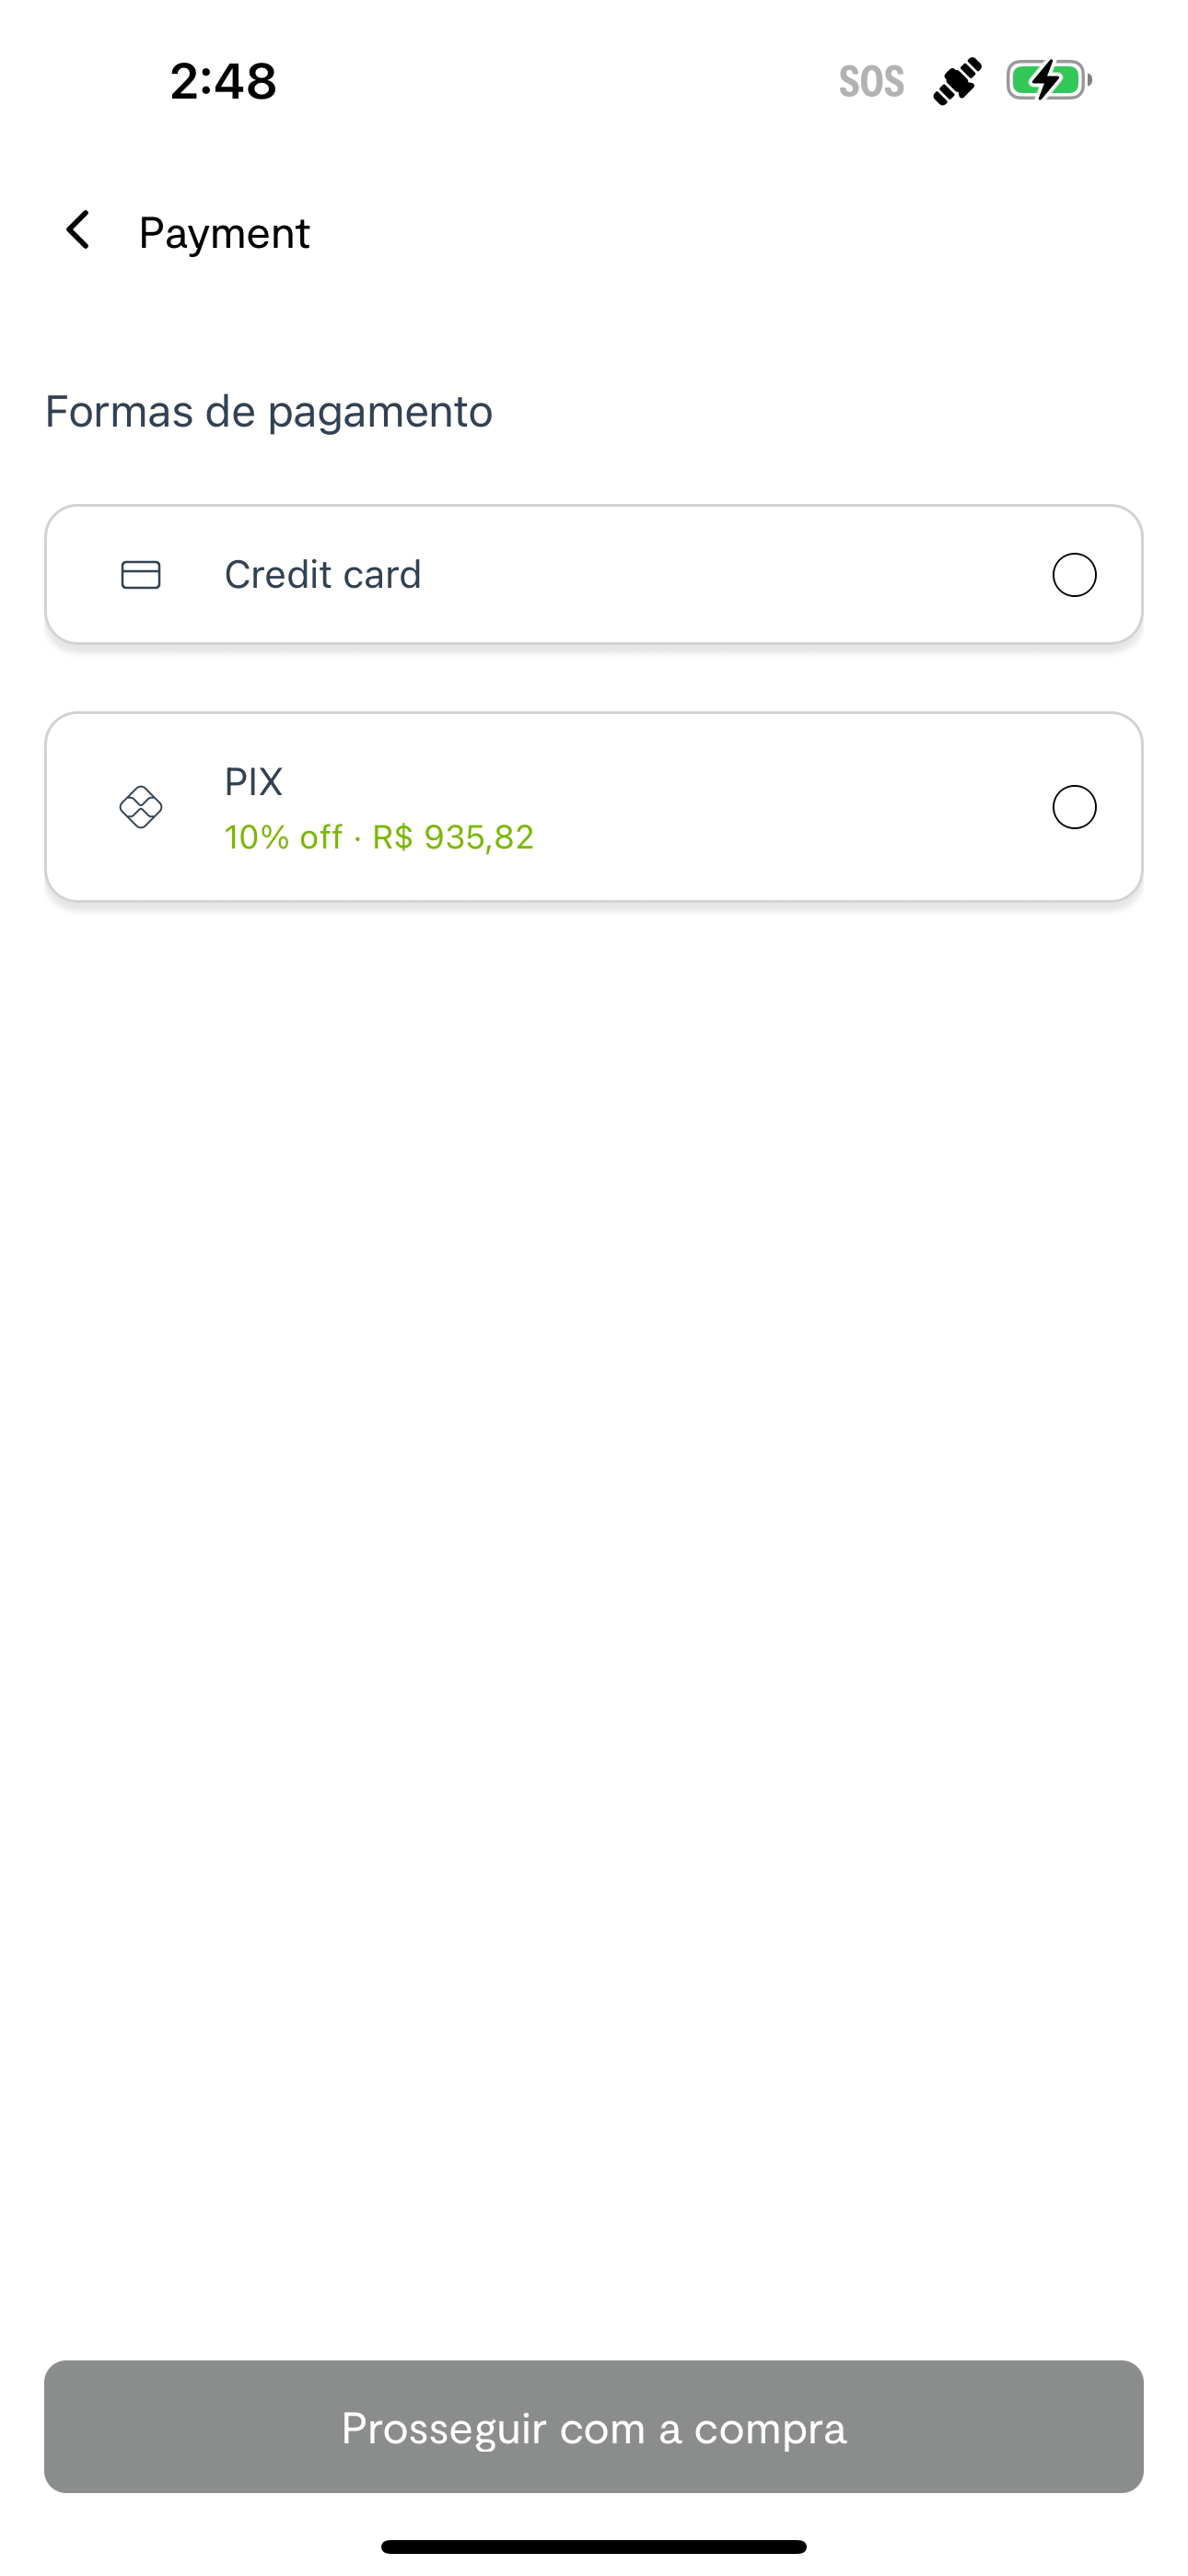 2:48 SOS
Payment
Formas de pagamento
Credit card
PIX
10% off · R$ 935,82
Prosseguir com a compra